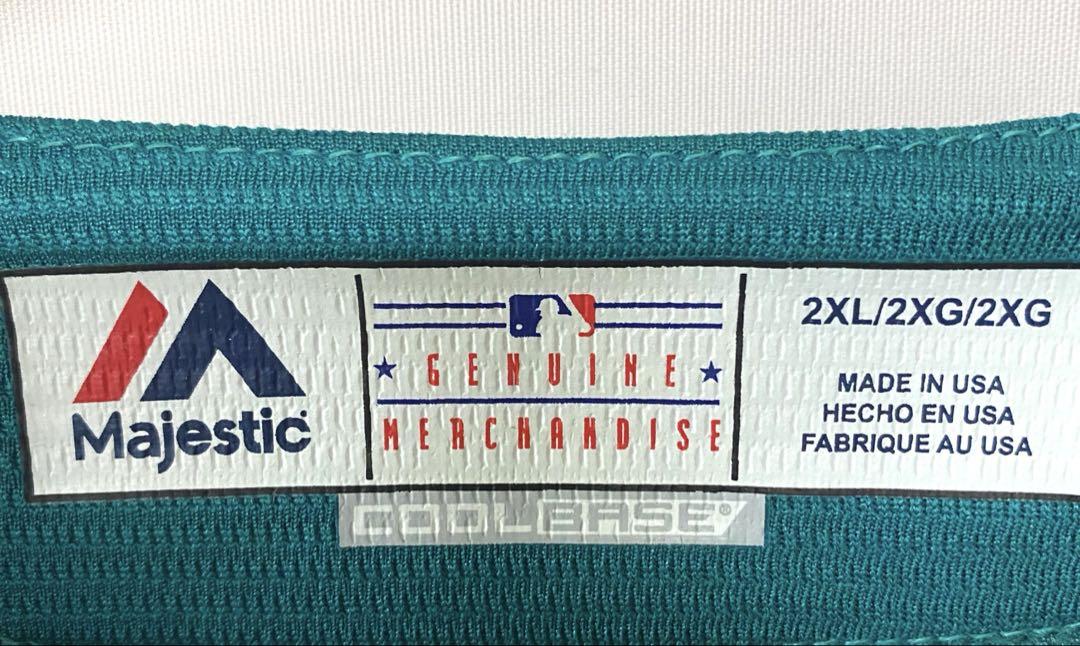 Majestic
GENUINE
MERCHANDISE
2XL/2XG/2XG
MADE IN USA
HECHO EN USA
FABRIQUE AU USA
COOLBASE®